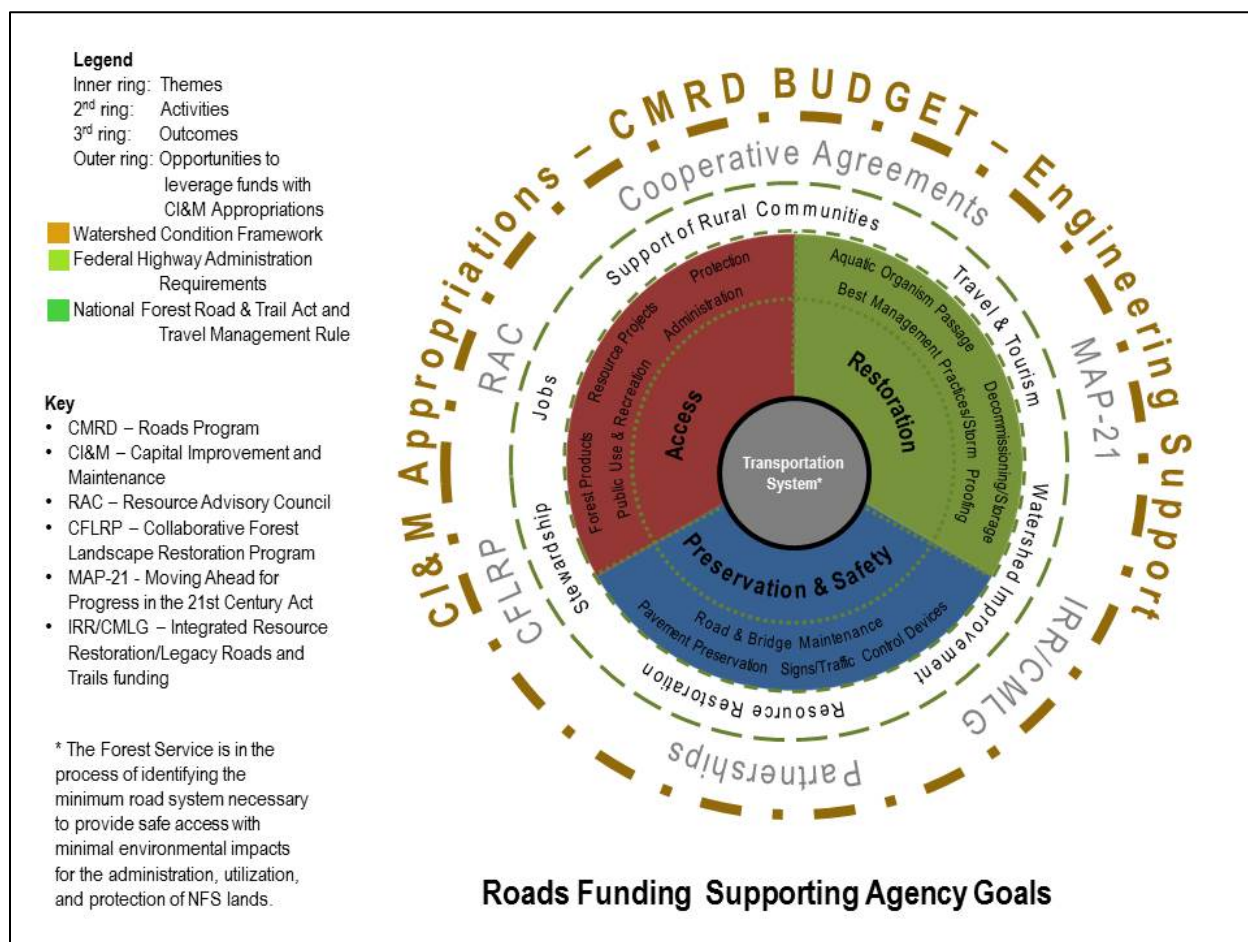 Legend
Inner ring: Themes
2nd ring: Activities
3rd ring: Outcomes
Outer ring: Opportunities to
leverage funds with
CI&M Appropriations
Watershed Condition Framework
Federal Highway Administration
Requirements
National Forest Road & Trail Act and
Travel Management Rule
Key
• CMRD – Roads Program
• CI&M – Capital Improvement and
Maintenance
• RAC – Resource Advisory Council
• CFLRP – Collaborative Forest
Landscape Restoration Program
• MAP-21 - Moving Ahead for
Progress in the 21st Century Act
• IRR/CMLG – Integrated Resource
Restoration/Legacy Roads and
Trails funding
* The Forest Service is in the
process of identifying the
minimum road system necessary
to provide safe access with
minimal environmental impacts
for the administration, utilization,
and protection of NFS lands.
CI&M Appropriations – CMRD BUDGET – Engineering Support
Cooperative Agreements
MAP-21
IRR/CMLG
Partnerships
CFLRP
RAC
Support of Rural Communities
Travel & Tourism
Watershed Improvement
Resource Restoration
Stewardship
Jobs
Forest Products
Resource Projects
Protection
Public Use & Recreation
Administration
Access
Aquatic Organism Passage
Best Management Practices/Storm Proofing
Decommissioning/Storage
Restoration
Transportation
System*
Preservation & Safety
Road & Bridge Maintenance
Pavement Preservation
Signs/Traffic Control Devices
Roads Funding Supporting Agency Goals